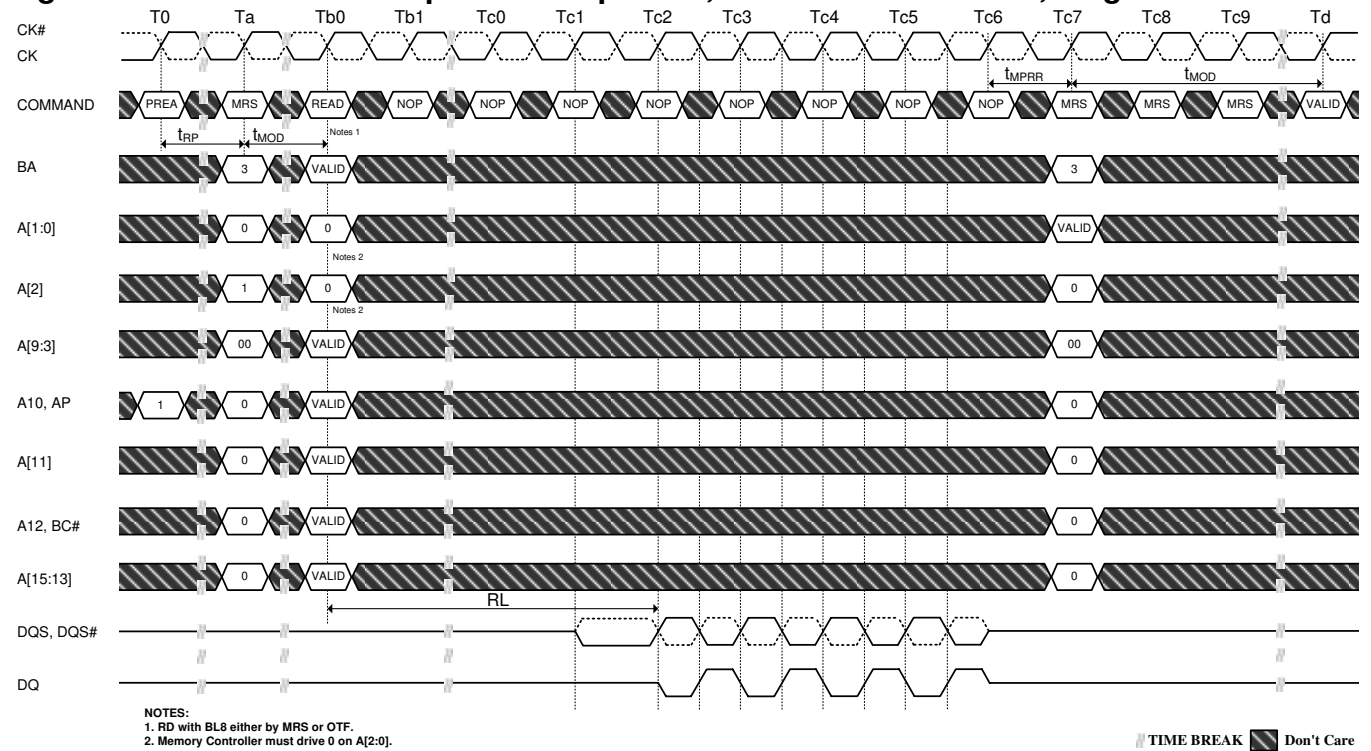 T0 Ta Tb0 Tb1 Tc0 Tc1 Tc2 Tc3 Tc4 Tc5 Tc6 Tc7 Tc8 Tc9 Td
CK#
CK
tMPRR tMOD
COMMAND PREA MRS READ NOP NOP NOP NOP NOP NOP NOP NOP MRS MRS MRS VALID
tRP tMOD Notes 1
BA 3 VALID 3
A[1:0] 0 0 VALID
Notes 2
A[2] 1 0 0
Notes 2
A[9:3] 00 VALID 00
A10, AP 1 0 VALID 0
A[11] 0 VALID 0
A12, BC# 0 VALID 0
A[15:13] 0 VALID 0
RL
DQS, DQS#
DQ
NOTES:
1. RD with BL8 either by MRS or OTF.
2. Memory Controller must drive 0 on A[2:0].
TIME BREAK Don't Care